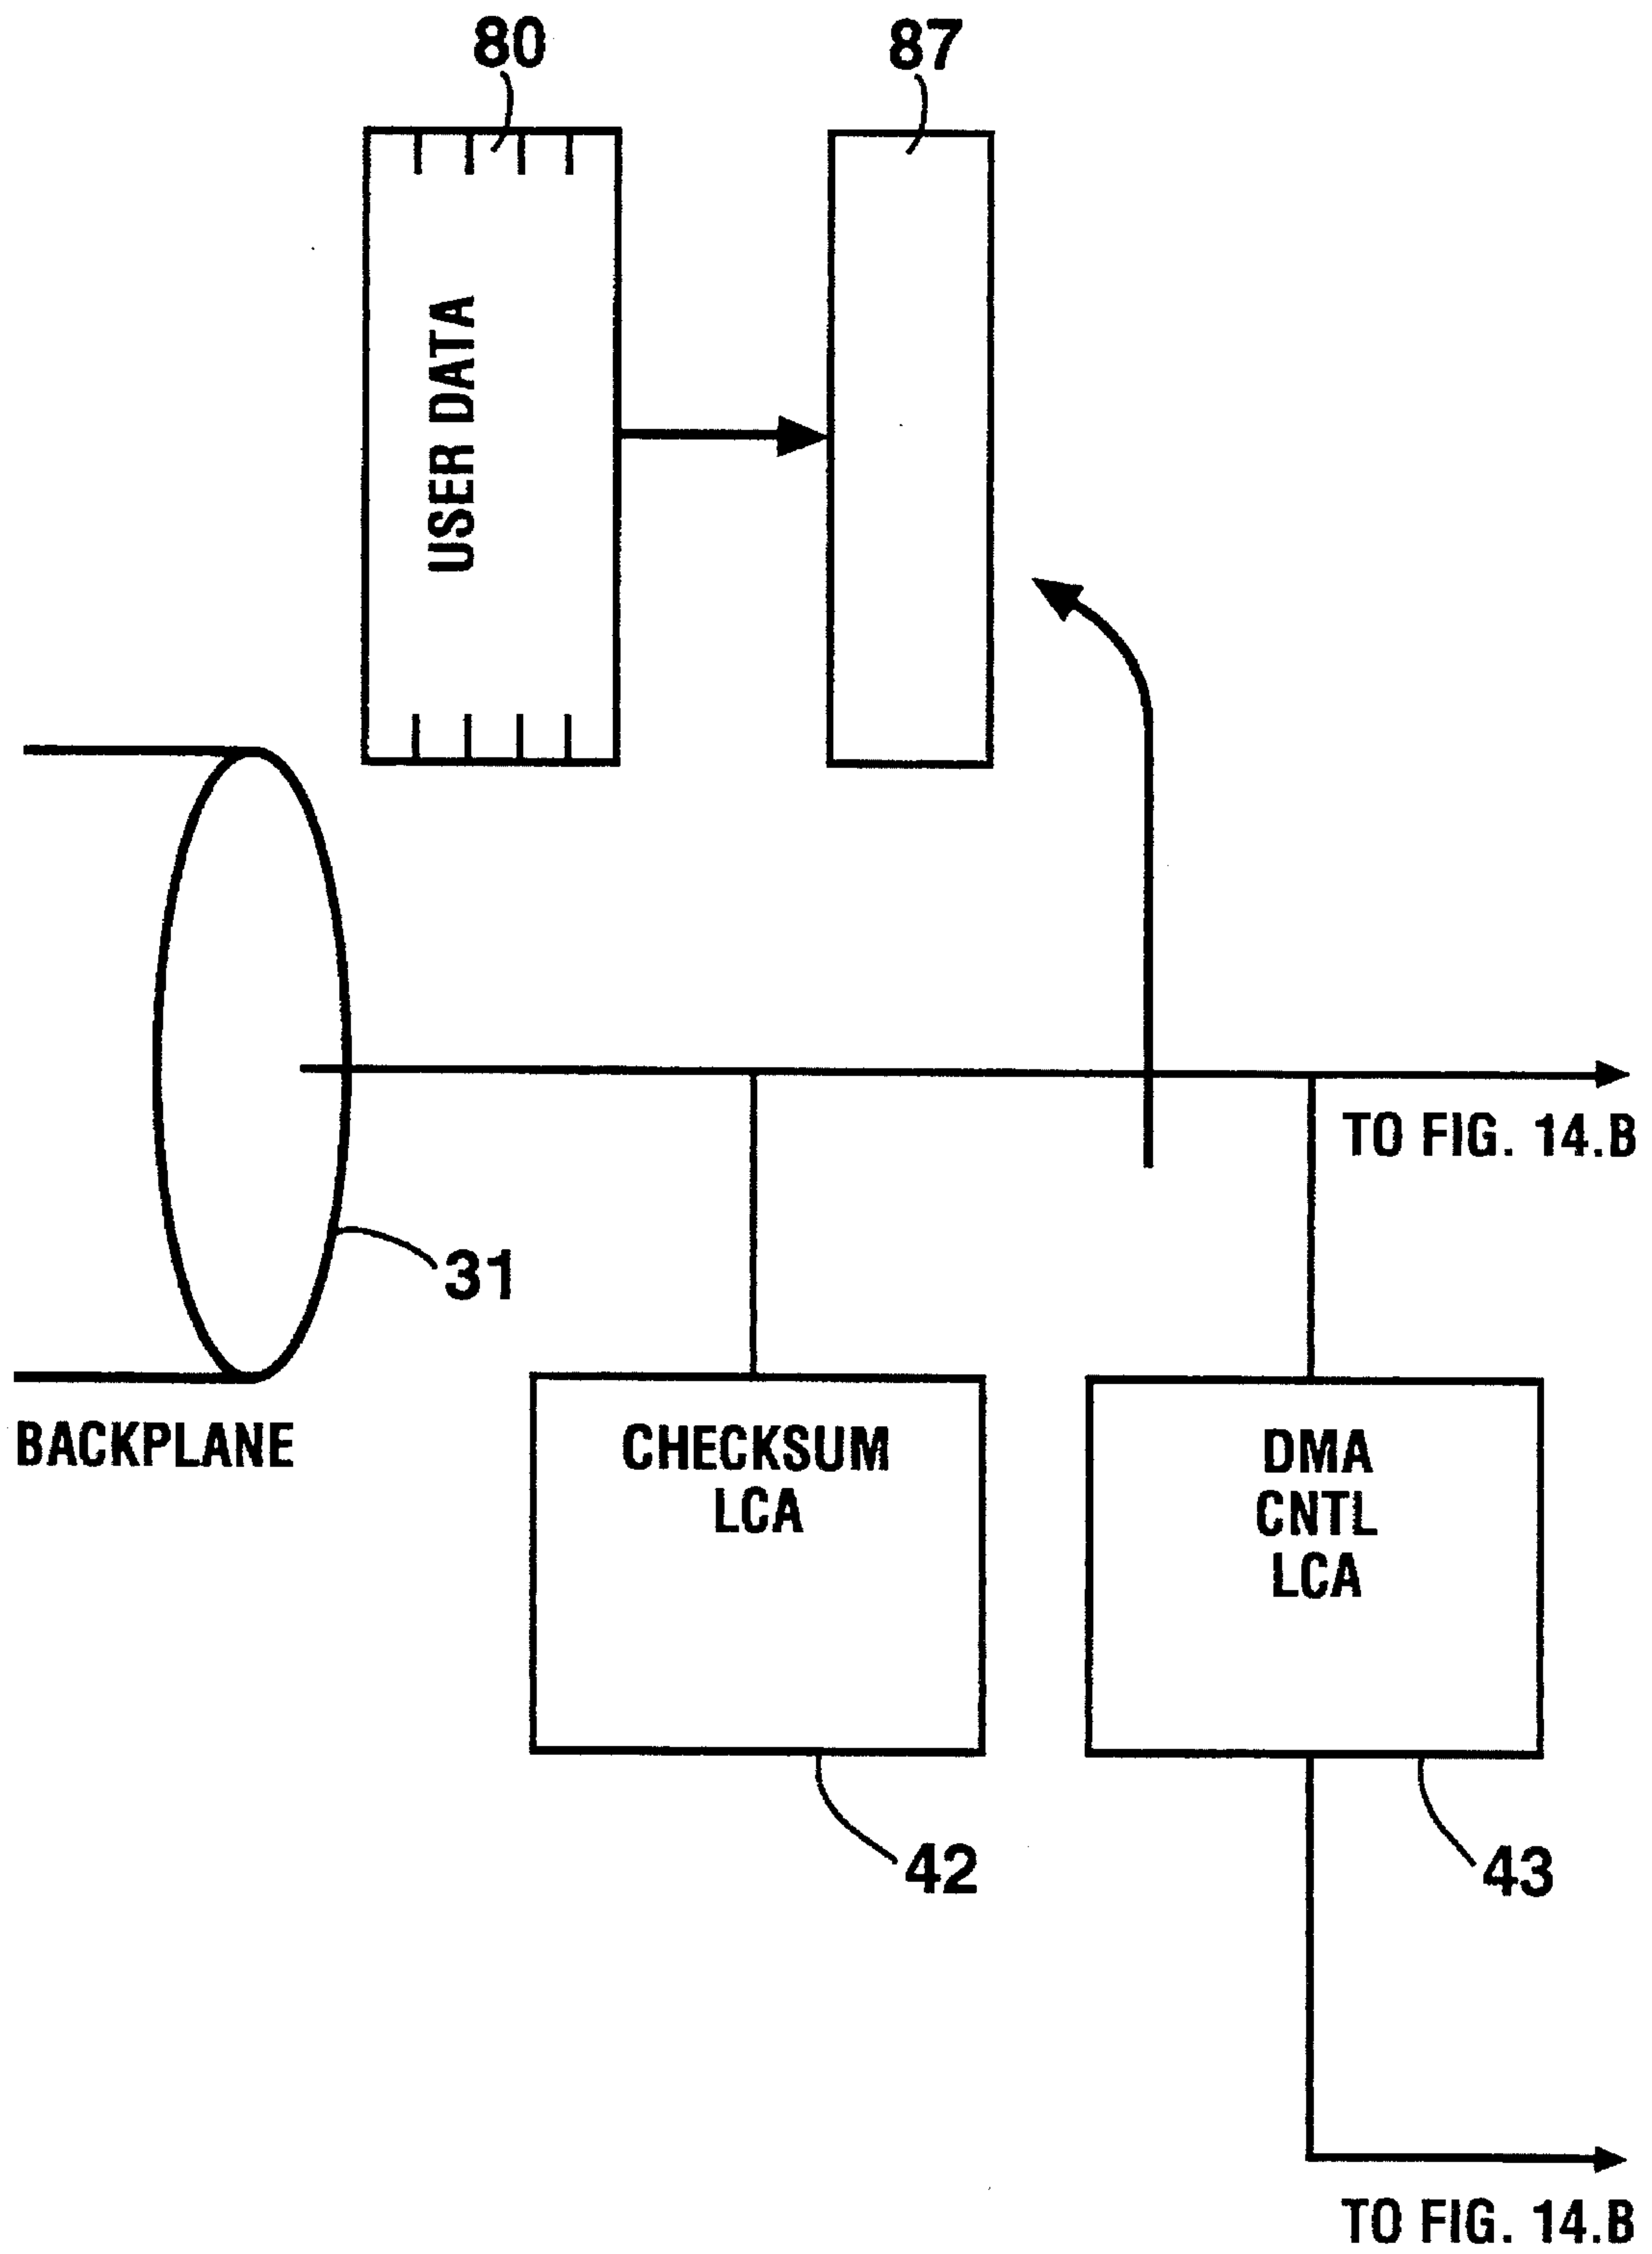 80
87
USER DATA
TO FIG. 14.B
31
BACKPLANE
CHECKSUM
LCA
DMA
CNTL
LCA
42
43
TO FIG. 14.B